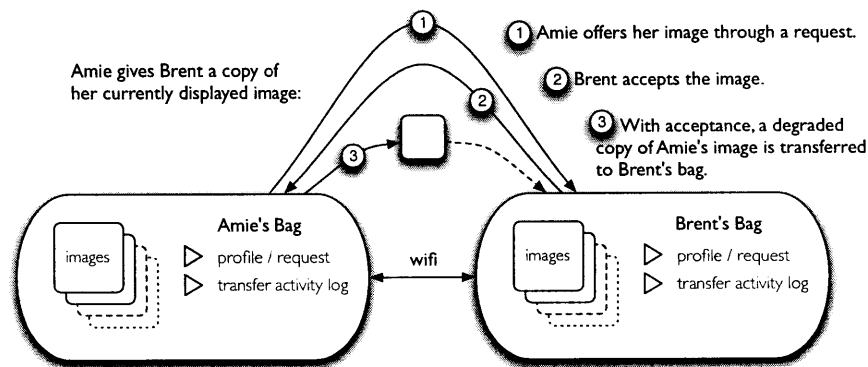 1
1 Amie offers her image through a request.
Amie gives Brent a copy of
her currently displayed image:
2 Brent accepts the image.
2
3 With acceptance, a degraded
copy of Amie's image is transferred
to Brent's bag.
3
Amie's Bag
images
profile / request
transfer activity log
wifi
Brent's Bag
images
profile / request
transfer activity log